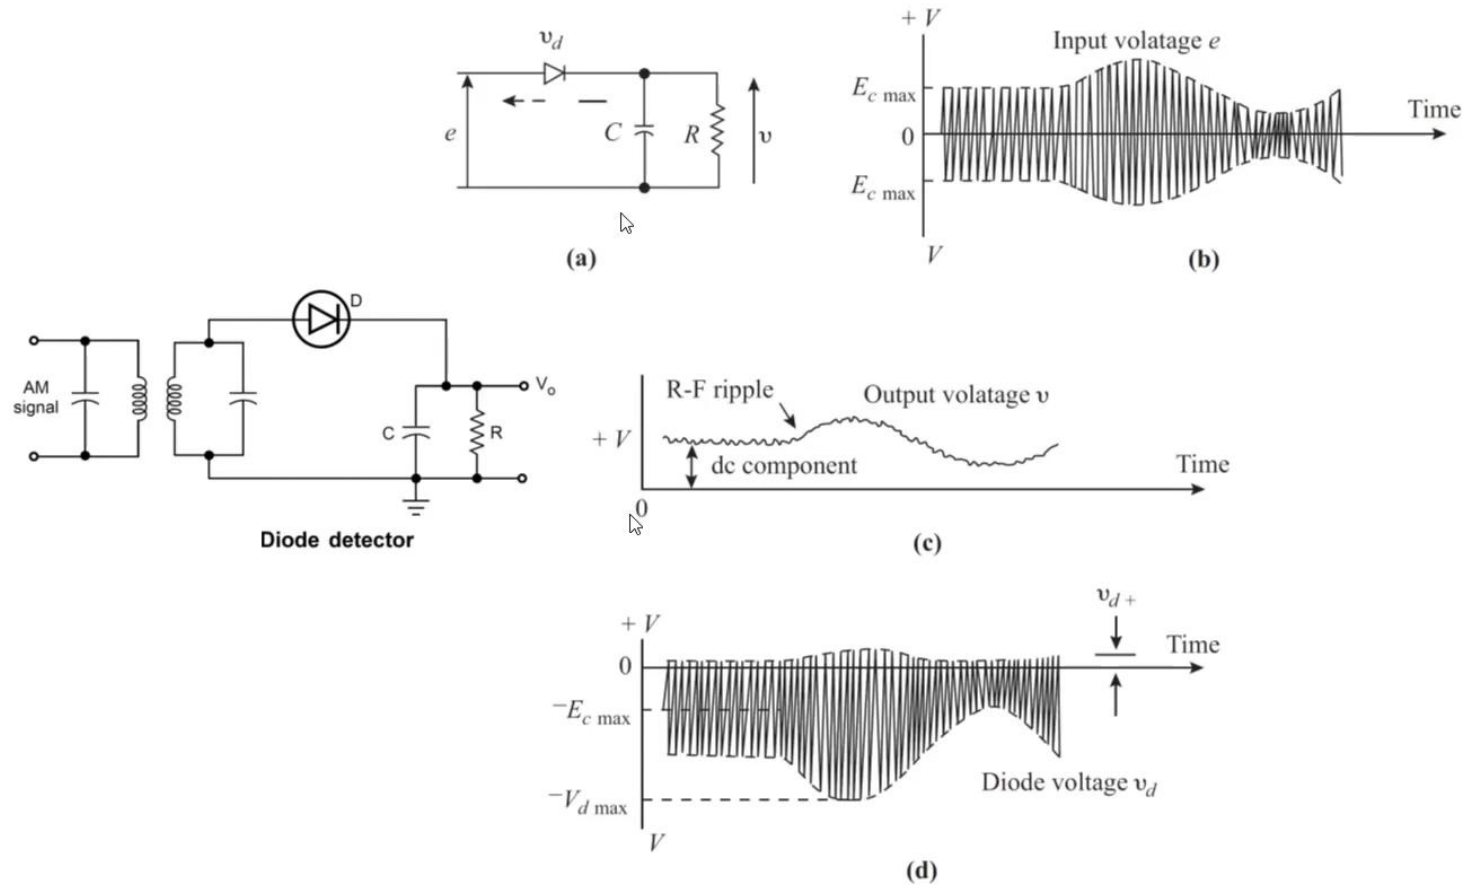 υd
e
C
R
υ
(a)
+ V
Input volatage e
Ec max
Time
0
Ec max
V
(b)
D
AM
signal
Vo
C
R
Diode detector
R-F ripple
Output volatage υ
+ V
dc component
Time
0
(c)
υd +
+ V
Time
0
−Ec max
Diode voltage υd
−Vd max
V
(d)